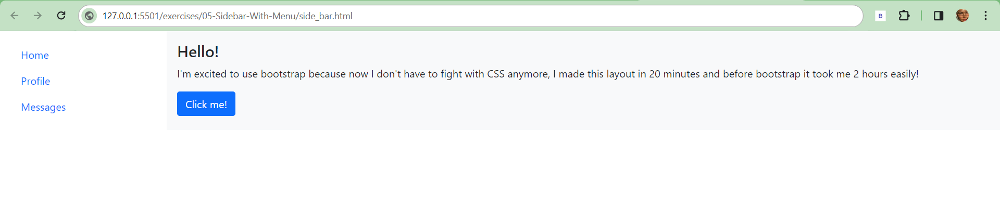 127.0.0.1:5501/exercises/05-Sidebar-With-Menu/side_bar.html
B
Home
Profile
Messages
Hello!
I'm excited to use bootstrap because now I don't have to fight with CSS anymore, I made this layout in 20 minutes and before bootstrap it took me 2 hours easily!
Click me!